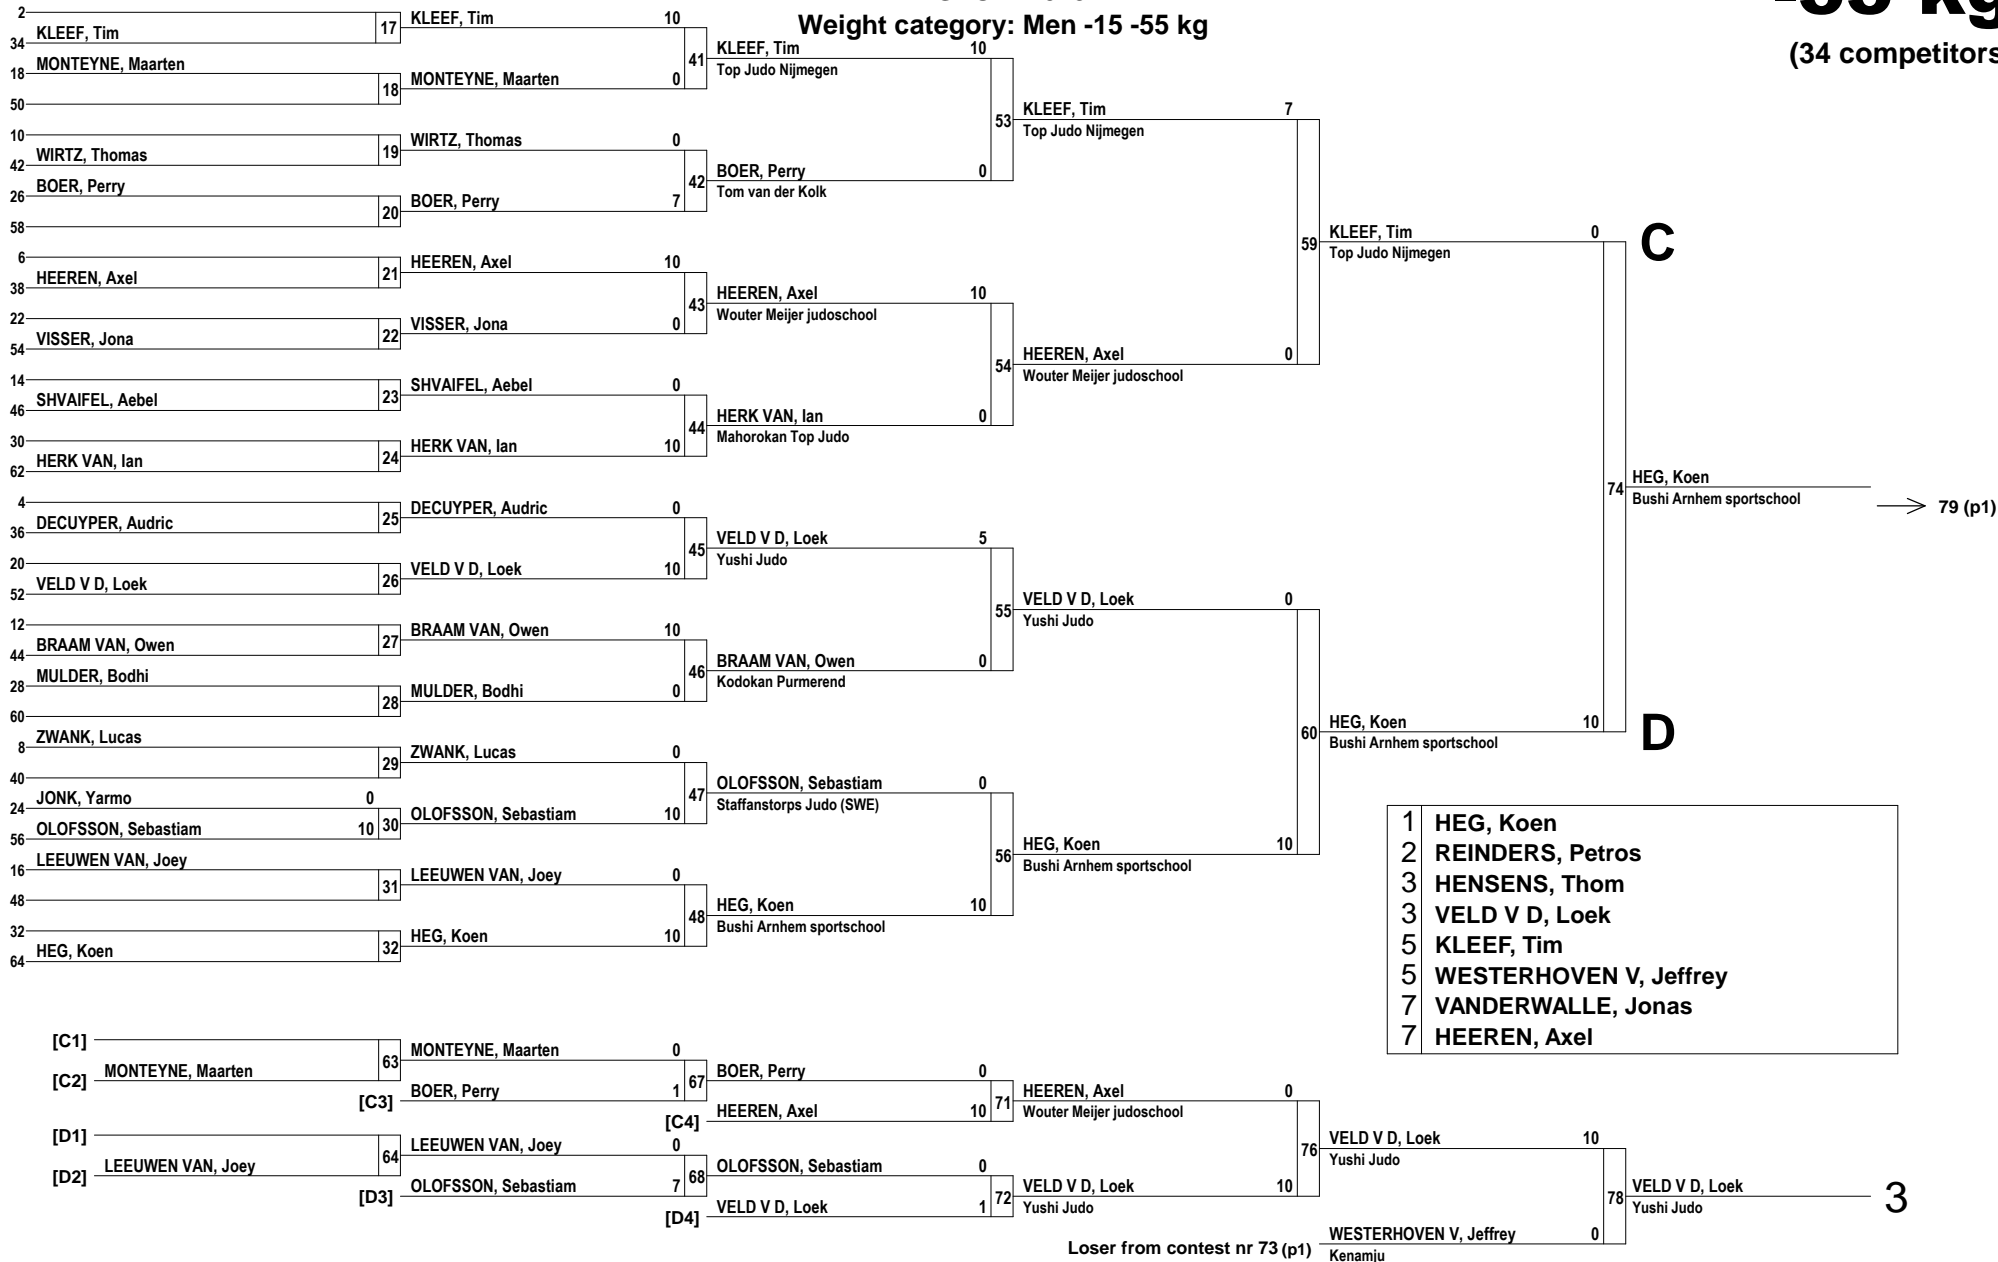 -55 kg
Weight category: Men -15 -55 kg
(34 competitors
2
KLEEF, Tim
34
17
MONTEYNE, Maarten
18
18
50
10
WIRTZ, Thomas
42
19
BOER, Perry
26
20
58
6
HEEREN, Axel
38
21
22
VISSER, Jona
54
22
14
SHVAIFEL, Aebel
46
23
30
HERK VAN, Ian
62
24
4
DECUYPER, Audric
36
25
20
VELD V D, Loek
52
26
12
BRAAM VAN, Owen
44
27
MULDER, Bodhi
28
28
60
ZWANK, Lucas
8
29
40
JONK, Yarmo 0
24
OLOFSSON, Sebastiam 10 30
56
LEEUWEN VAN, Joey
16
31
48
32
HEG, Koen
64
32
KLEEF, Tim 10
41
MONTEYNE, Maarten 0
WIRTZ, Thomas 0
42
BOER, Perry 7
HEEREN, Axel 10
43
VISSER, Jona 0
SHVAIFEL, Aebel 0
44
HERK VAN, Ian 10
DECUYPER, Audric 0
45
VELD V D, Loek 10
BRAAM VAN, Owen 10
46
MULDER, Bodhi 0
ZWANK, Lucas 0
47
OLOFSSON, Sebastiam 10
LEEUWEN VAN, Joey 0
48
HEG, Koen 10
KLEEF, Tim 10
Top Judo Nijmegen
53
BOER, Perry 0
Tom van der Kolk
HEEREN, Axel 10
Wouter Meijer judoschool
54
HERK VAN, Ian 0
Mahorokan Top Judo
VELD V D, Loek 5
Yushi Judo
55
BRAAM VAN, Owen 0
Kodokan Purmerend
OLOFSSON, Sebastiam 0
Staffanstorps Judo (SWE)
56
HEG, Koen 10
Bushi Arnhem sportschool
KLEEF, Tim 7
Top Judo Nijmegen
59
HEEREN, Axel 0
Wouter Meijer judoschool
VELD V D, Loek 0
Yushi Judo
60
HEG, Koen 10
Bushi Arnhem sportschool
KLEEF, Tim 0
Top Judo Nijmegen
C
74
HEG, Koen 10
Bushi Arnhem sportschool
D
HEG, Koen
Bushi Arnhem sportschool
79 (p1)
1 HEG, Koen
2 REINDERS, Petros
3 HENSENS, Thom
3 VELD V D, Loek
5 KLEEF, Tim
5 WESTERHOVEN V, Jeffrey
7 VANDERWALLE, Jonas
7 HEEREN, Axel
[C1]
63
[C2] MONTEYNE, Maarten
[D1]
64
[D2] LEEUWEN VAN, Joey
MONTEYNE, Maarten 0
67
[C3] BOER, Perry 1
LEEUWEN VAN, Joey 0
68
[D3] OLOFSSON, Sebastiam 7
BOER, Perry 0
71
[C4] HEEREN, Axel 10
OLOFSSON, Sebastiam 0
72
[D4] VELD V D, Loek 1
HEEREN, Axel 0
Wouter Meijer judoschool
76
VELD V D, Loek 10
Yushi Judo
VELD V D, Loek 10
Yushi Judo
78
Loser from contest nr 73 (p1) WESTERHOVEN V, Jeffrey 0
Kenamju
VELD V D, Loek
Yushi Judo
3